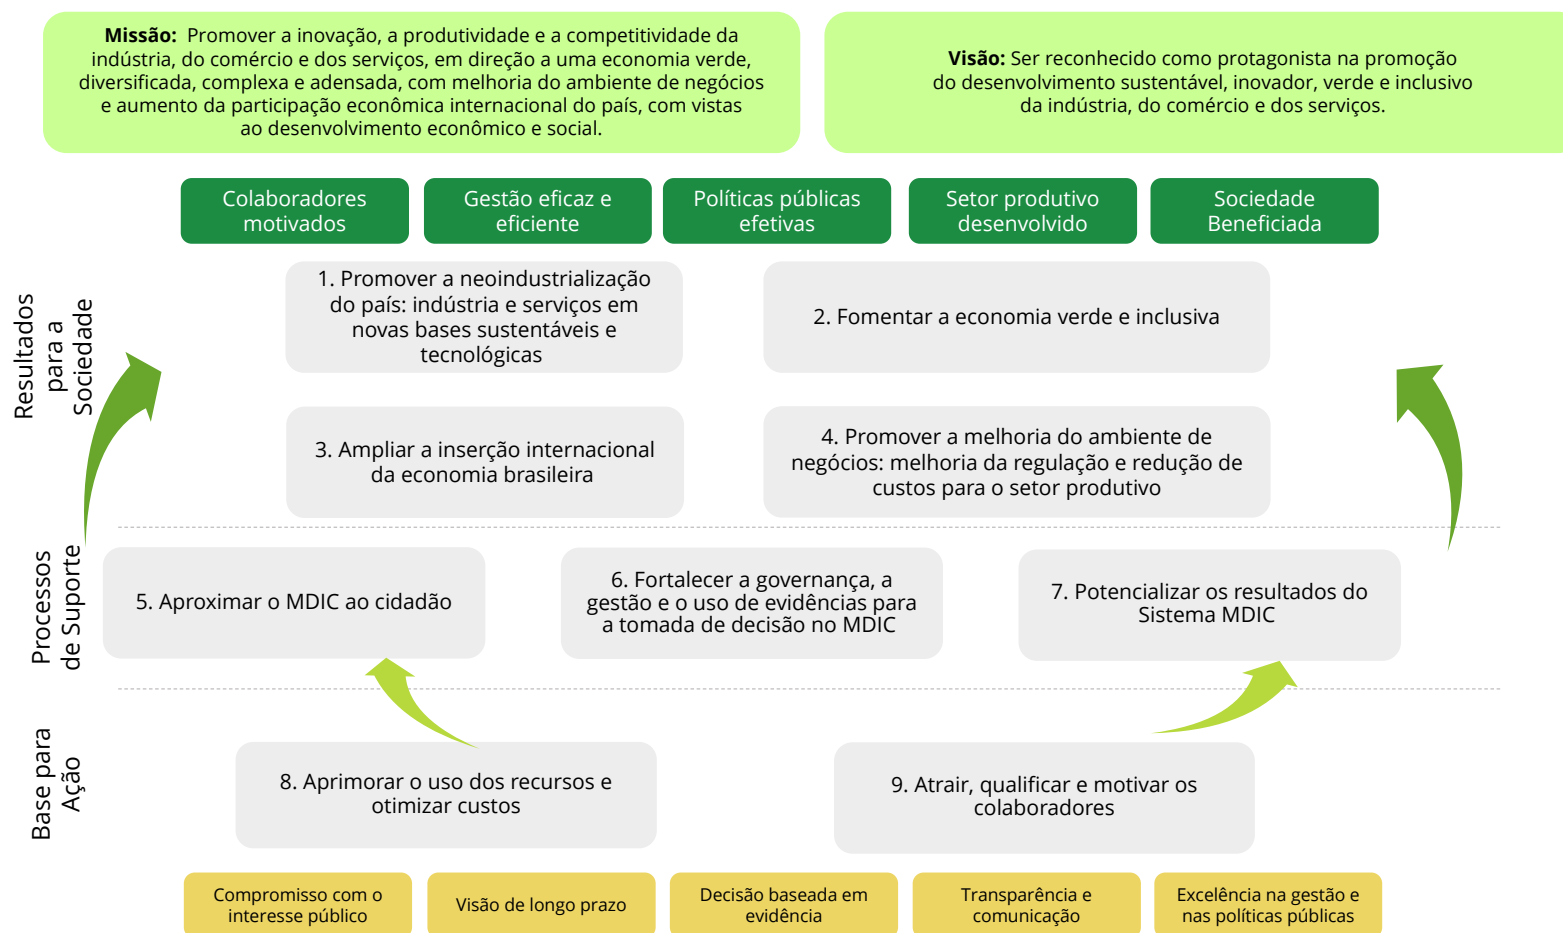 Missão: Promover a inovação, a produtividade e a competitividade da
indústria, do comércio e dos serviços, em direção a uma economia verde,
diversificada, complexa e adensada, com melhoria do ambiente de negócios
e aumento da participação econômica internacional do país, com vistas
ao desenvolvimento econômico e social.
Visão: Ser reconhecido como protagonista na promoção
do desenvolvimento sustentável, inovador, verde e inclusivo
da indústria, do comércio e dos serviços.
Colaboradores
motivados
Gestão eficaz e
eficiente
Políticas públicas
efetivas
Setor produtivo
desenvolvido
Sociedade
Beneficiada
Resultados
para a
Sociedade
1. Promover a neoindustrialização
do país: indústria e serviços em
novas bases sustentáveis e
tecnológicas
2. Fomentar a economia verde e inclusiva
3. Ampliar a inserção internacional
da economia brasileira
4. Promover a melhoria do ambiente de
negócios: melhoria da regulação e redução de
custos para o setor produtivo
Processos
de Suporte
5. Aproximar o MDIC ao cidadão
6. Fortalecer a governança, a
gestão e o uso de evidências para
a tomada de decisão no MDIC
7. Potencializar os resultados do
Sistema MDIC
Base para
Ação
8. Aprimorar o uso dos recursos e
otimizar custos
9. Atrair, qualificar e motivar os
colaboradores
Compromisso com o
interesse público
Visão de longo prazo
Decisão baseada em
evidência
Transparência e
comunicação
Excelência na gestão e
nas políticas públicas